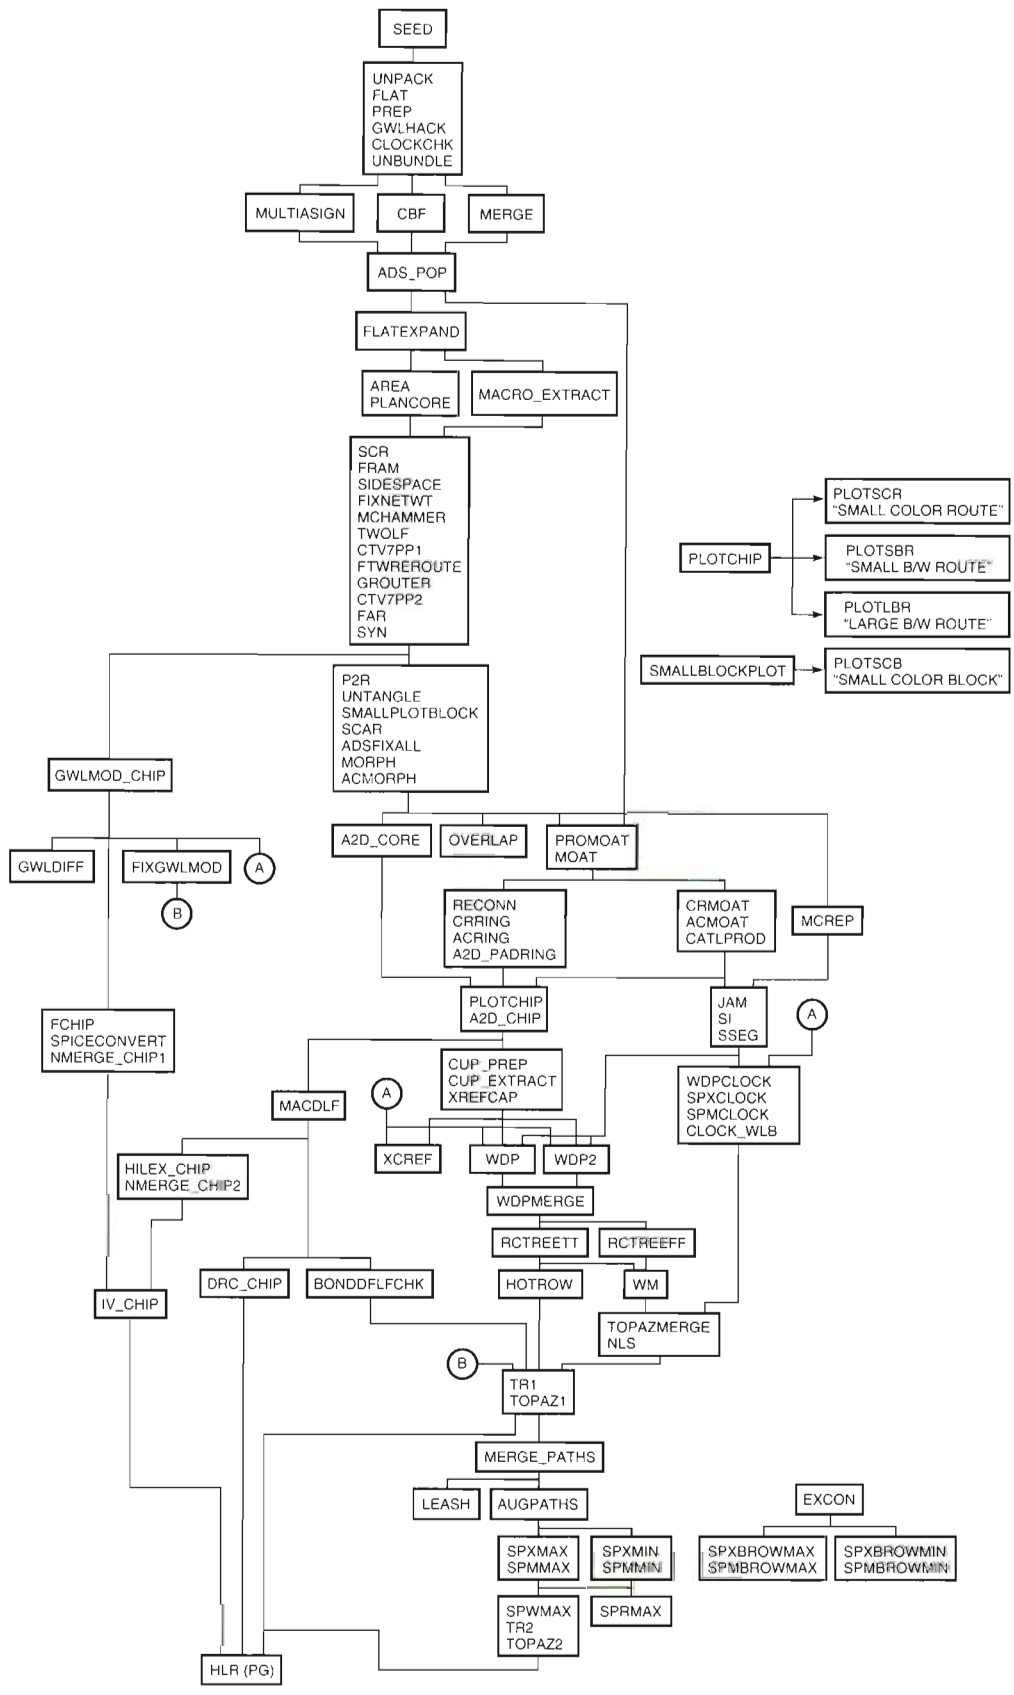 SEED
UNPACK
FLAT
PREP
GWLHACK
CLOCKCHK
UNBUNDLE
MULTIASIGN
CBF
MERGE
ADS_POP
FLATEXPAND
AREA
PLANCORE
MACRO_EXTRACT
SCR
FRAM
SIDESPACE
FIXNETWT
MCHAMMER
TWOLF
CTV7PP1
FTWREROUTE
GROUTER
CTV7PP2
FAR
SYN
PLOTCHIP
PLOTSCR
"SMALL COLOR ROUTE"
PLOTSBR
"SMALL B/W ROUTE"
PLOTLBR
"LARGE B/W ROUTE"
SMALLBLOCKPLOT
PLOTSCB
"SMALL COLOR BLOCK"
P2R
UNTANGLE
SMALLPLOTBLOCK
SCAR
ADSFIXALL
MORPH
ACMORPH
GWLMOD_CHIP
GWLDIFF
FIXGWLMOD
A
B
A2D_CORE
OVERLAP
PROMOAT
MOAT
RECONN
CRRING
ACRING
A2D_PADRING
CRMOAT
ACMOAT
CATLPROD
MCREP
PLOTCHIP
A2D_CHIP
JAM
SI
SSEG
A
FCHIP
SPICECONVERT
NMERGE_CHIP1
CUP_PREP
CUP_EXTRACT
XREFCAP
WDPCLOCK
SPXCLOCK
SPMCLOCK
CLOCK_WLB
MACDLF
A
XCREF
WDP
WDP2
HILEX_CHIP
NMERGE_CHIP2
WDPMERGE
RCTREETT
RCTREEFF
DRC_CHIP
BONDDFLFCHK
HOTROW
WM
IV_CHIP
TOPAZMERGE
NLS
B
TR1
TOPAZ1
MERGE_PATHS
LEASH
AUGPATHS
EXCON
SPXMAX
SPMMAX
SPXMIN
SPMMIN
SPXBROWMAX
SPMBROWMAX
SPXBROWMIN
SPMBROWMIN
SPWMAX
TR2
TOPAZ2
SPRMAX
HLR (PG)